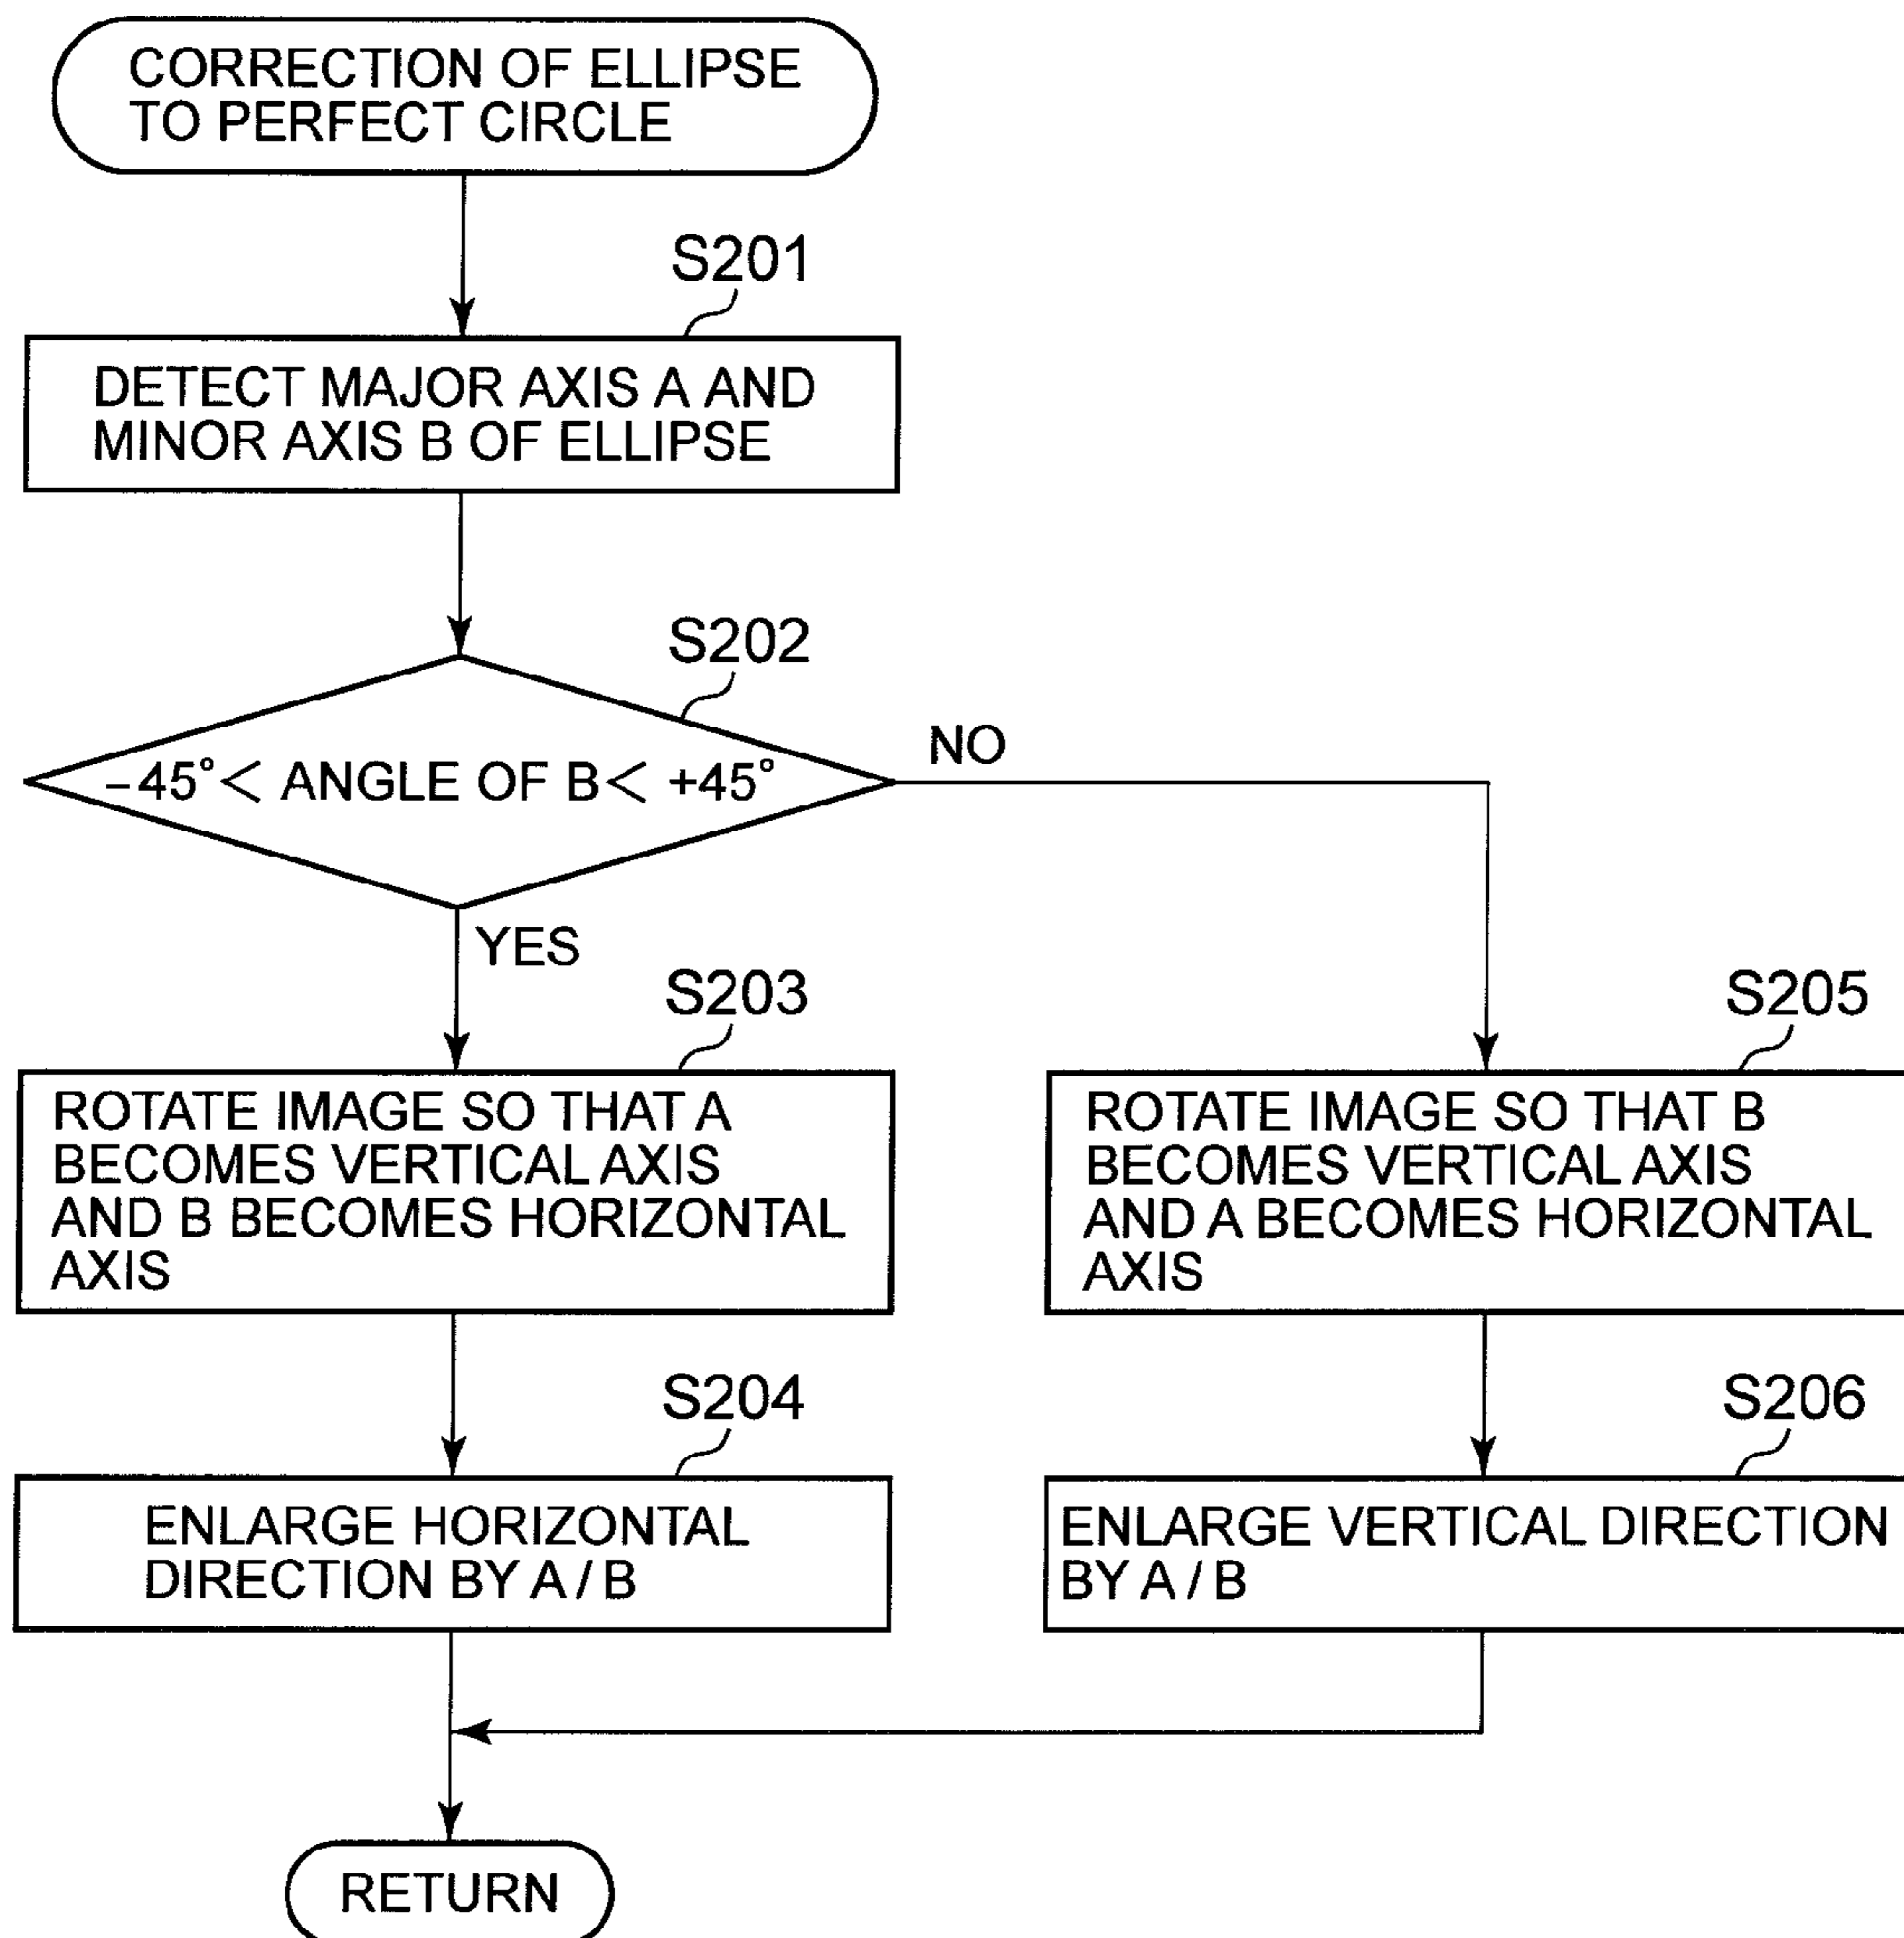 CORRECTION OF ELLIPSE
TO PERFECT CIRCLE
S201
DETECT MAJOR AXIS A AND
MINOR AXIS B OF ELLIPSE
S202
−45°< ANGLE OF B< +45°
NO
YES
S203
ROTATE IMAGE SO THAT A
BECOMES VERTICAL AXIS
AND B BECOMES HORIZONTAL
AXIS
S205
ROTATE IMAGE SO THAT B
BECOMES VERTICAL AXIS
AND A BECOMES HORIZONTAL
AXIS
S204
ENLARGE HORIZONTAL
DIRECTION BY A / B
S206
ENLARGE VERTICAL DIRECTION
BY A / B
RETURN